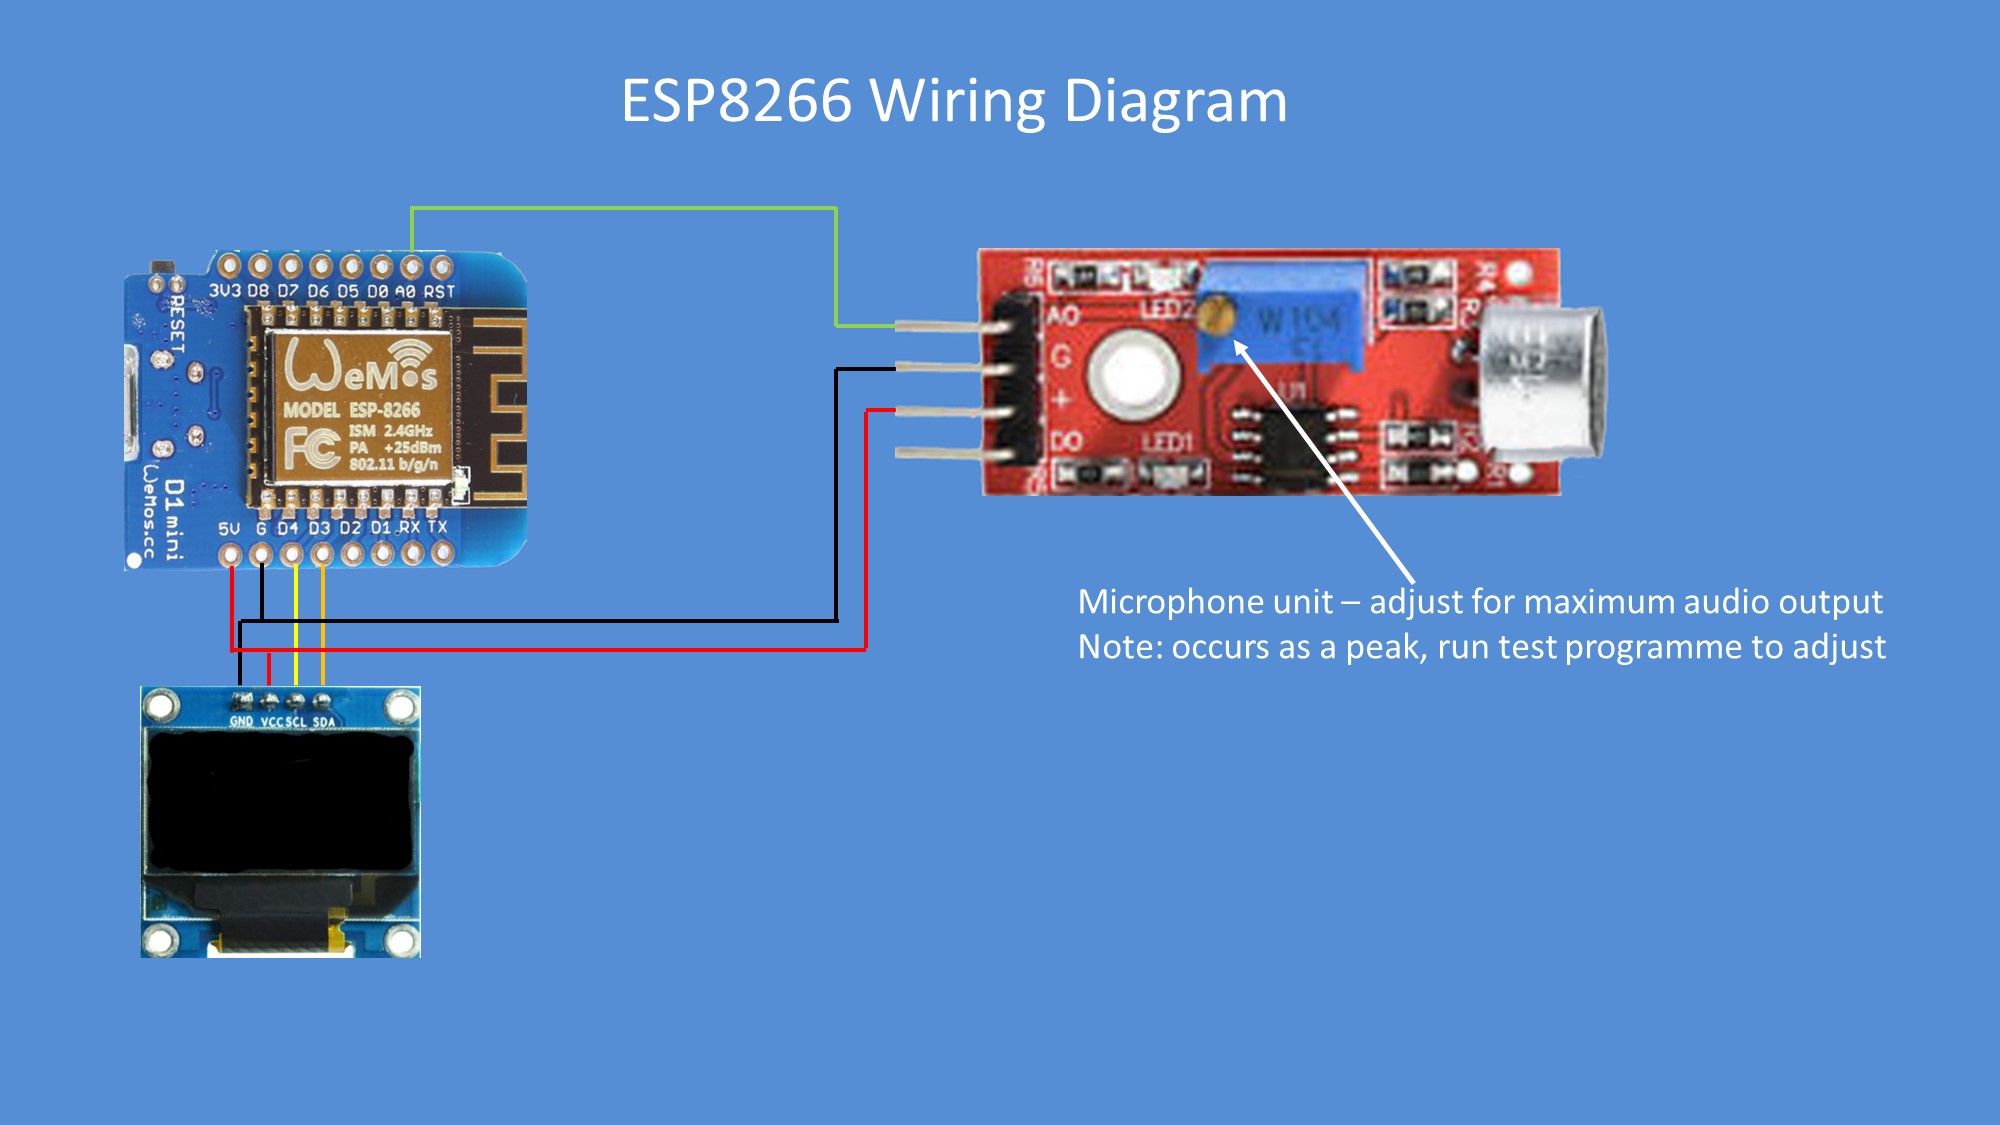 ESP8266 Wiring Diagram
3V3 D8 D7 D6 D5 D0 A0 RST
RESET
WeMos
MODEL ESP-8266
ISM 2.4GHz
PA +25dBm
802.11 b/g/n
FC
D1 mini
WeMos.cc
5V G D4 D3 D2 D1 RX TX
AO
G
+
DO
LED2
W104
U1
LED1
R4
Microphone unit – adjust for maximum audio output
Note: occurs as a peak, run test programme to adjust
GND VCC SCL SDA